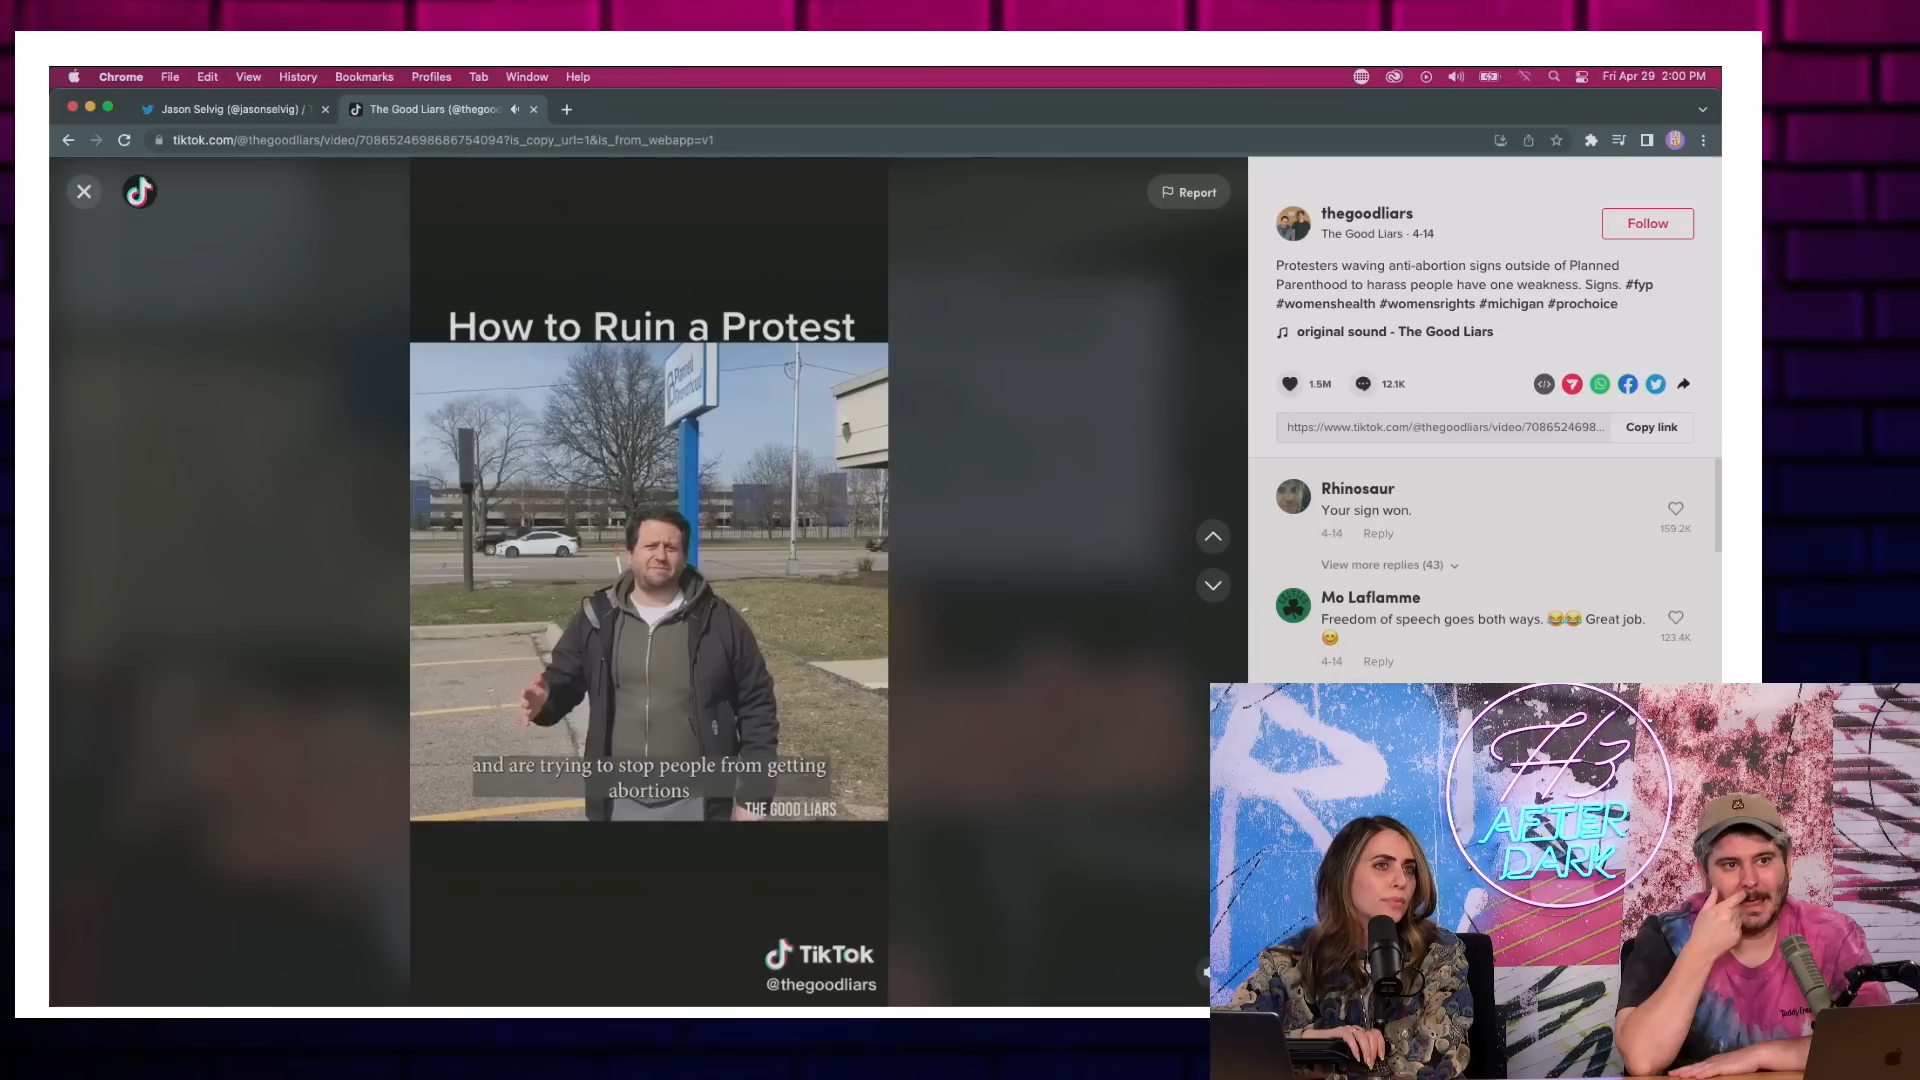 Chrome File Edit View History Bookmarks Profiles Tab Window Help
Fri Apr 29 2:00 PM
Jason Selvig (@jasonselvig) / T
The Good Liars (@thegood
tiktok.com/@thegoodliars/video/7086524698686754094?is_copy_url=1&is_from_webapp=v1
Report
How to Ruin a Protest
Planned
Parenthood
and are trying to stop people from getting
abortions
THE GOOD LIARS
TikTok
@thegoodliars
thegoodliars
The Good Liars · 4-14
Follow
Protesters waving anti-abortion signs outside of Planned
Parenthood to harass people have one weakness. Signs. #fyp
#womenshealth #womensrights #michigan #prochoice
original sound - The Good Liars
1.5M
12.1K
https://www.tiktok.com/@thegoodliars/video/7086524698...
Copy link
Rhinosaur
Your sign won.
4-14 Reply
159.2K
View more replies (43)
Mo Laflamme
Freedom of speech goes both ways. 😂😂 Great job.
😊
4-14 Reply
123.4K
H3
AFTER
DARK